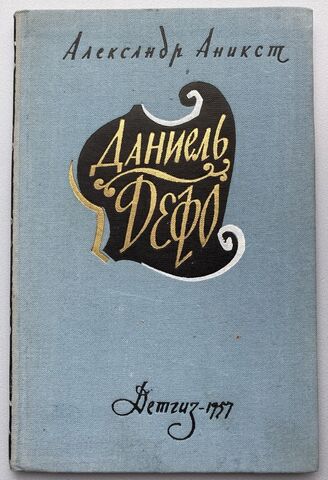 Александр Аникст
Даниель
Дефо
Детгиз-1957